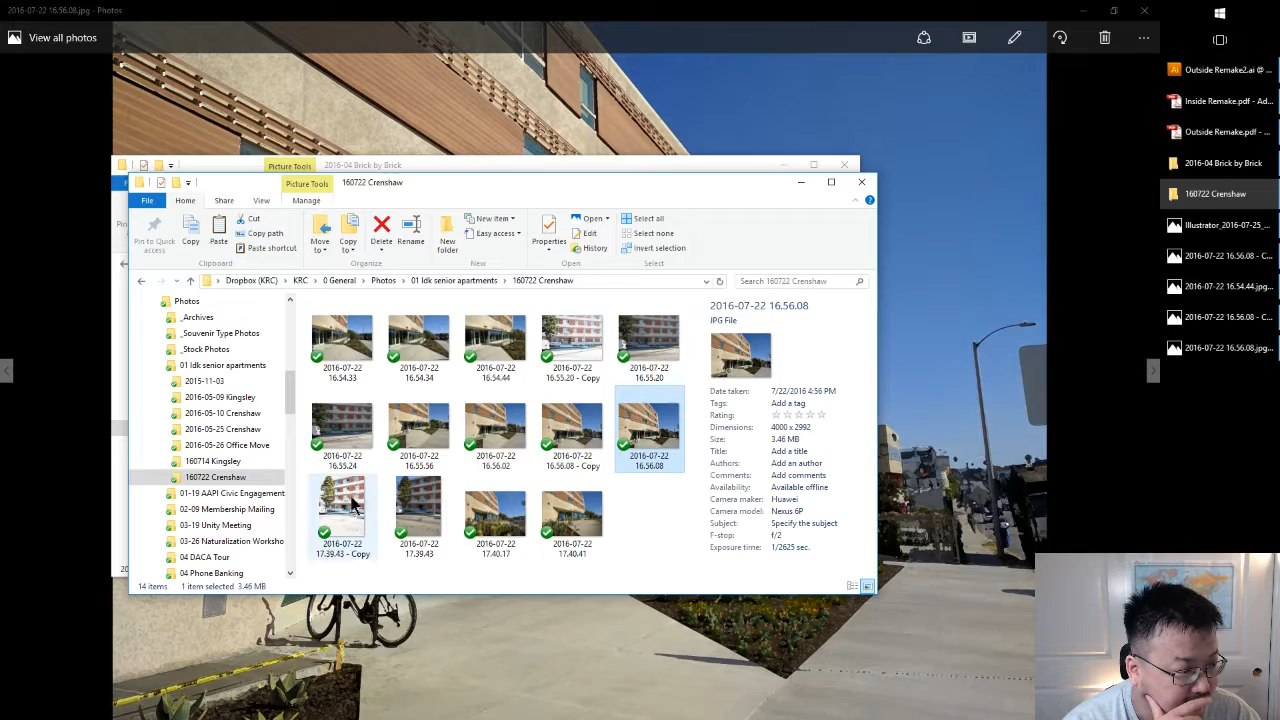 2016-07-22 16.56.08.jpg - Photos
View all photos
Picture Tools
2016-04 Brick by Brick
Picture Tools
160722 Crenshaw
File
Home
Share
View
Manage
Pin to Quick access
Copy
Paste
Cut
Copy path
Paste shortcut
Clipboard
Move to
Copy to
Delete
Rename
Organize
New folder
New item
Easy access
New
Properties
Open
Edit
History
Open
Select all
Select none
Invert selection
Select
Dropbox (KRC)
KRC
0 General
Photos
01 ldk senior apartments
160722 Crenshaw
Search 160722 Crenshaw
Photos
_Archives
_Souvenir Type Photos
_Stock Photos
01 ldk senior apartments
2015-11-03
2016-05-09 Kingsley
2016-05-10 Crenshaw
2016-05-25 Crenshaw
2016-05-26 Office Move
160714 Kingsley
160722 Crenshaw
01-19 AAPI Civic Engagement
02-09 Membership Mailing
03-19 Unity Meeting
03-26 Naturalization Worksho
04 DACA Tour
04 Phone Banking
2016-07-22 16.54.33
2016-07-22 16.54.34
2016-07-22 16.54.44
2016-07-22 16.55.20 - Copy
2016-07-22 16.55.20
2016-07-22 16.55.24
2016-07-22 16.55.56
2016-07-22 16.56.02
2016-07-22 16.56.08 - Copy
2016-07-22 16.56.08
2016-07-22 17.39.43 - Copy
2016-07-22 17.39.43
2016-07-22 17.40.17
2016-07-22 17.40.41
2016-07-22 16.56.08
JPG File
Date taken: 7/22/2016 4:56 PM
Tags: Add a tag
Rating:
Dimensions: 4000 x 2992
Size: 3.46 MB
Title: Add a title
Authors: Add an author
Comments: Add comments
Availability: Available offline
Camera maker: Huawei
Camera model: Nexus 6P
Subject: Specify the subject
F-stop: f/2
Exposure time: 1/2625 sec.
14 items
1 item selected 3.46 MB
Outside Remake2.ai @ ...
Inside Remake.pdf - Ad...
Outside Remake.pdf - ...
2016-04 Brick by Brick
160722 Crenshaw
Illustrator_2016-07-25_...
2016-07-22 16.56.08 - C...
2016-07-22 16.54.44.jpg...
2016-07-22 16.56.08 - C...
2016-07-22 16.56.08.jpg...